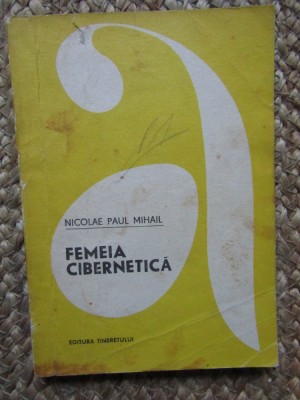 NICOLAE PAUL MIHAIL
FEMEIA
CIBERNETICĂ
EDITURA TINERETULUI